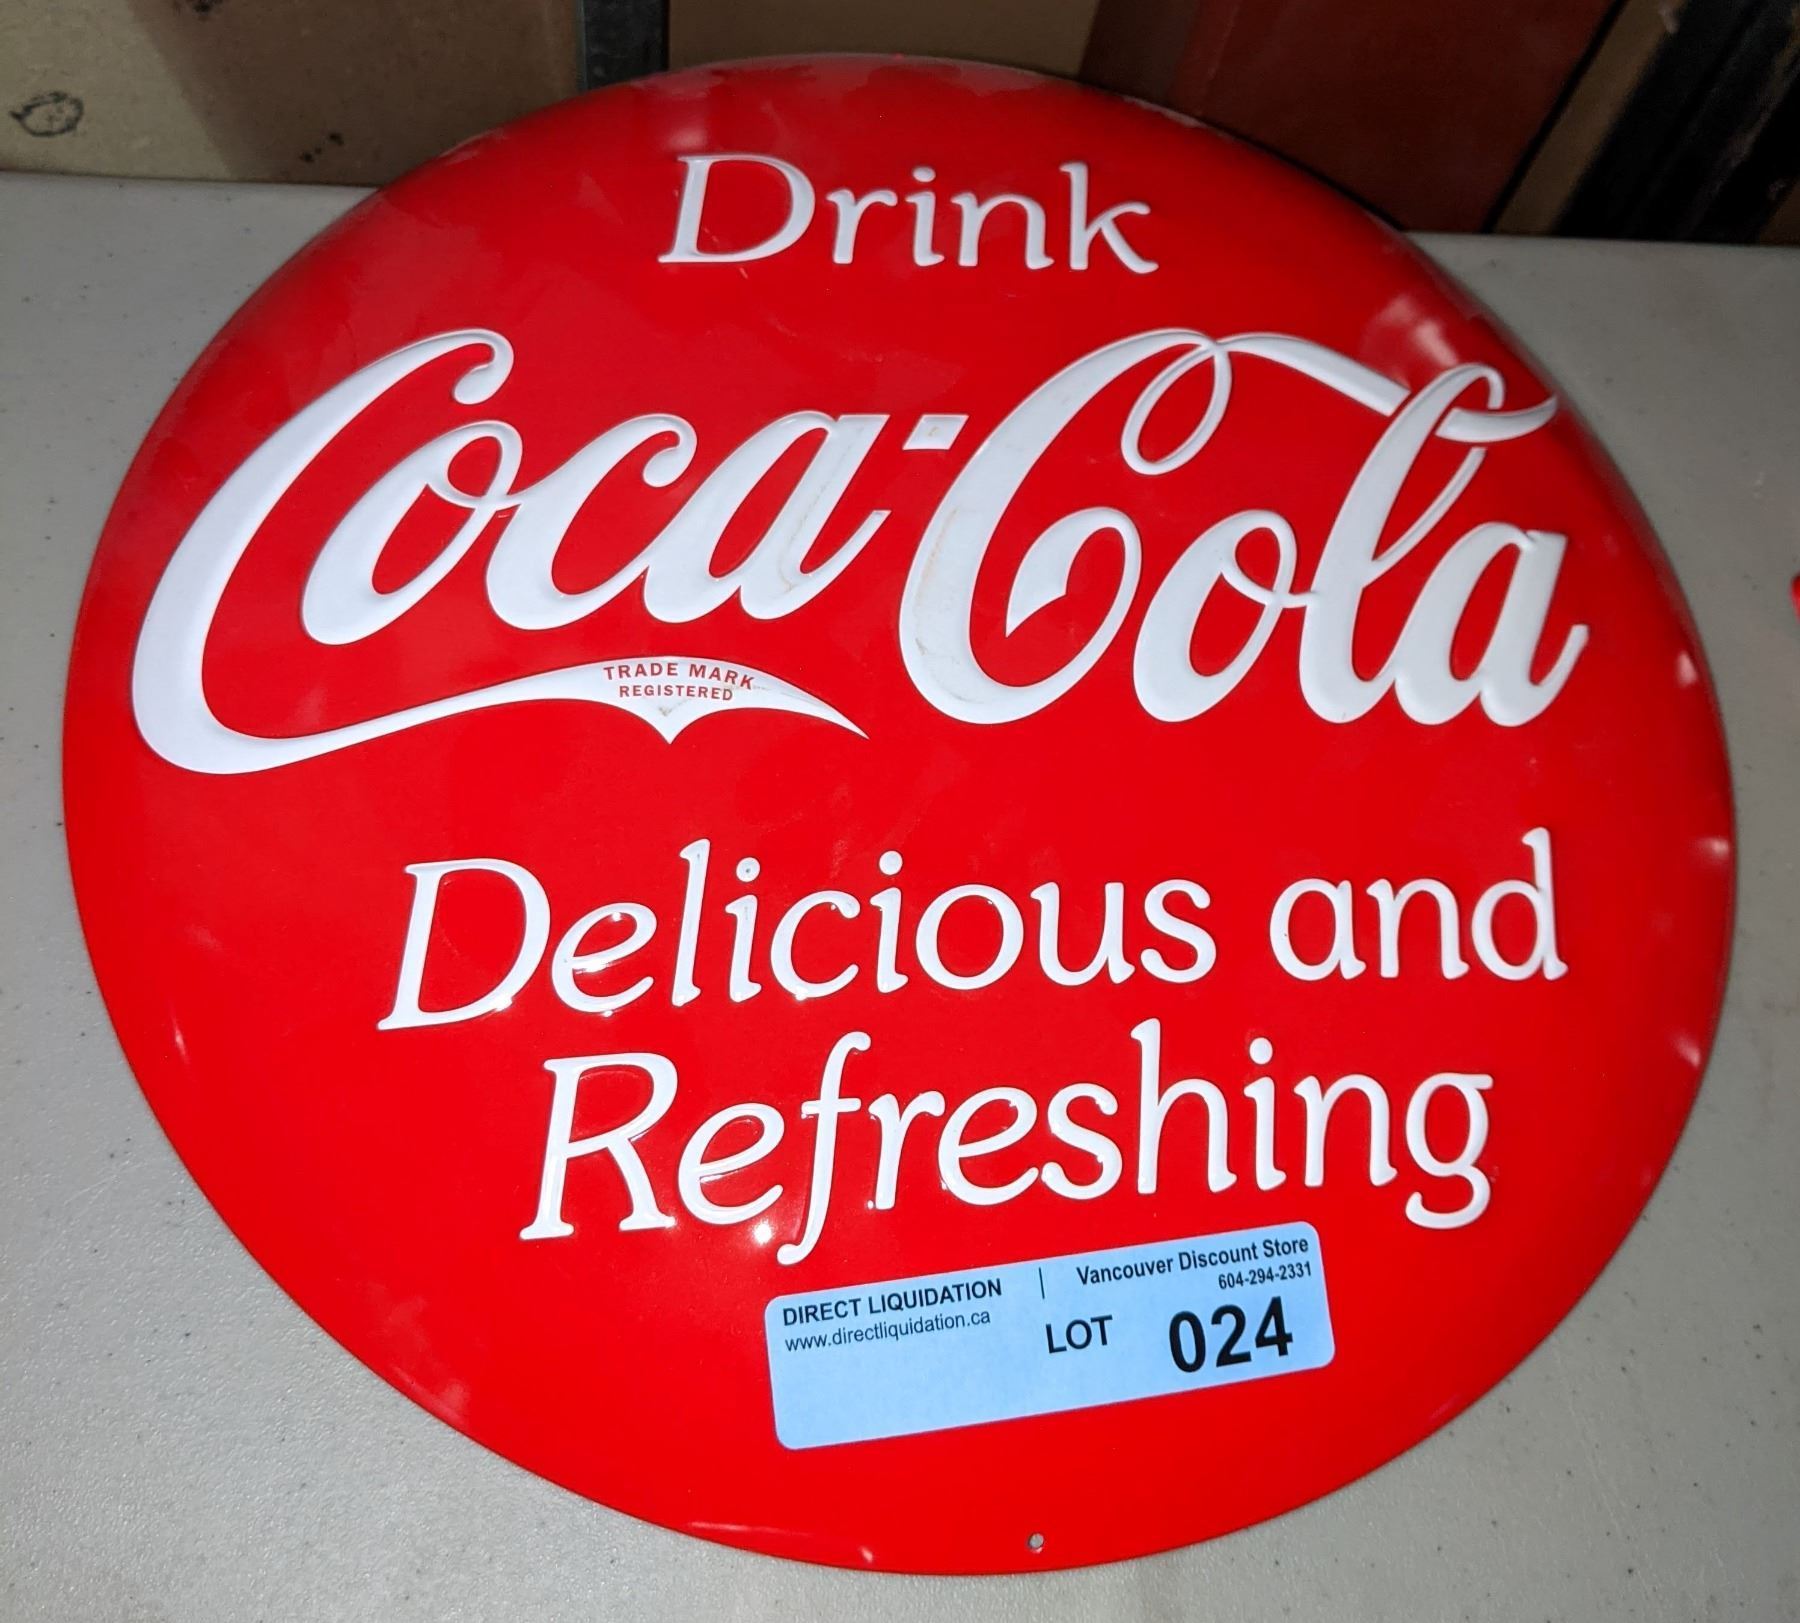 Drink
Coca-Cola
TRADE MARK
REGISTERED
Delicious and
Refreshing
DIRECT LIQUIDATION | Vancouver Discount Store
www.directliquidation.ca 604-294-2331
LOT 024